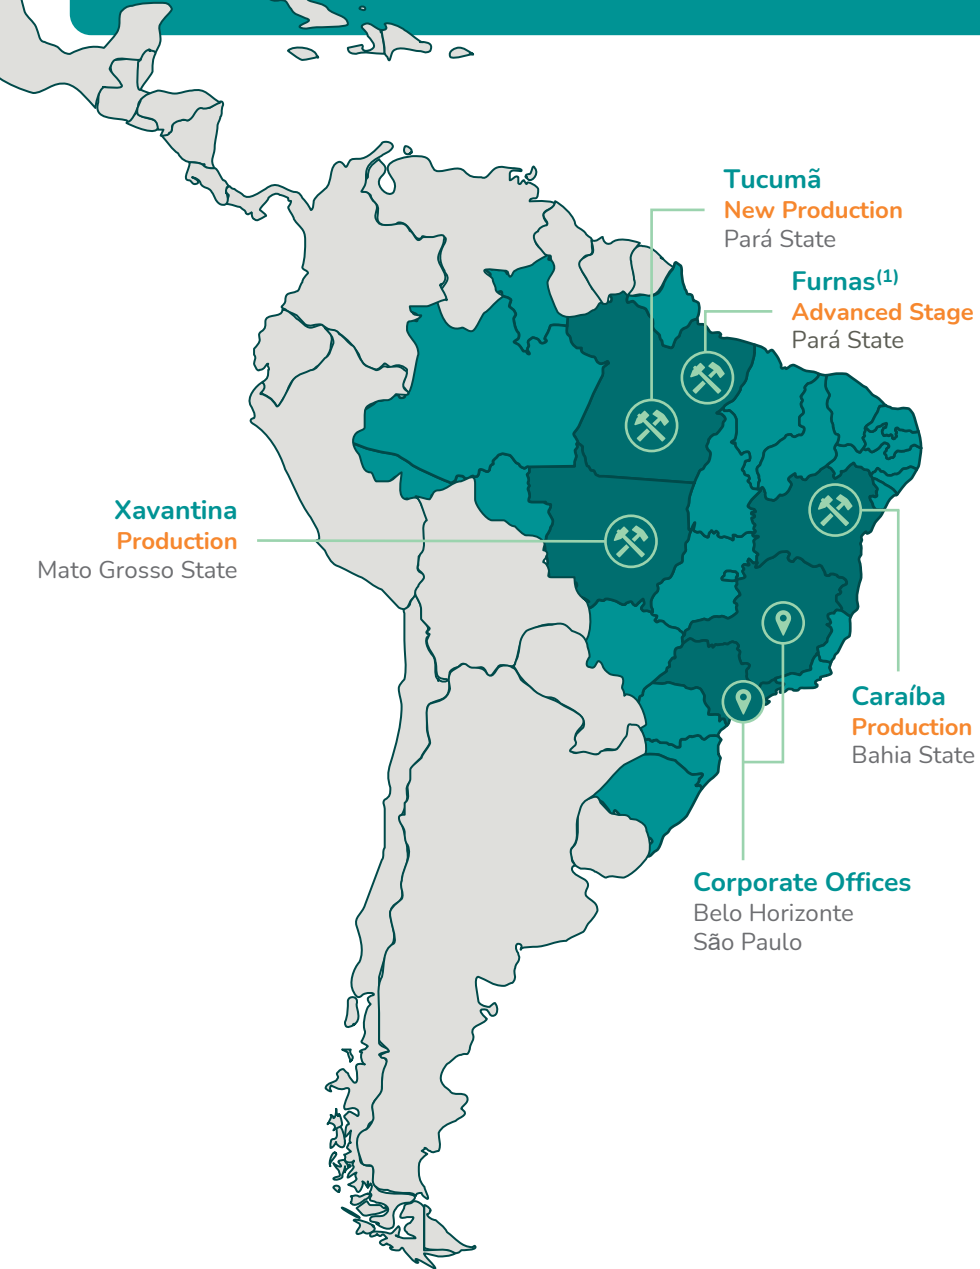 Tucumã
New Production
Pará State
Furnas(1)
Advanced Stage
Pará State
Xavantina
Production
Mato Grosso State
Caraíba
Production
Bahia State
Corporate Offices
Belo Horizonte
São Paulo